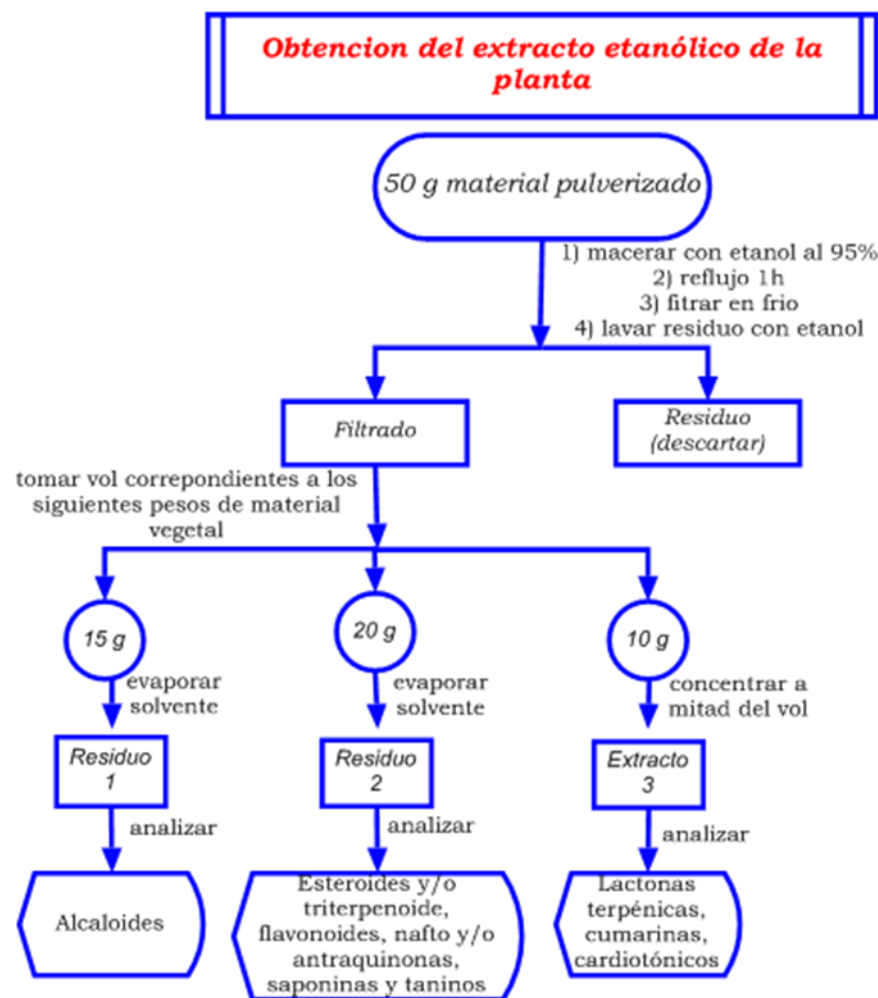 Obtencion del extracto etanólico de la
planta
50 g material pulverizado
1) macerar con etanol al 95%
2) reflujo 1h
3) fitrar en frio
4) lavar residuo con etanol
Filtrado
Residuo
(descartar)
tomar vol correpondientes a los
siguientes pesos de material
vegetal
15 g
20 g
10 g
evaporar
solvente
evaporar
solvente
concentrar a
mitad del vol
Residuo
1
Residuo
2
Extracto
3
analizar
analizar
analizar
Alcaloides
Esteroides y/o
triterpenoide,
flavonoides, nafto y/o
antraquinonas,
saponinas y taninos
Lactonas
terpénicas,
cumarinas,
cardiotónicos